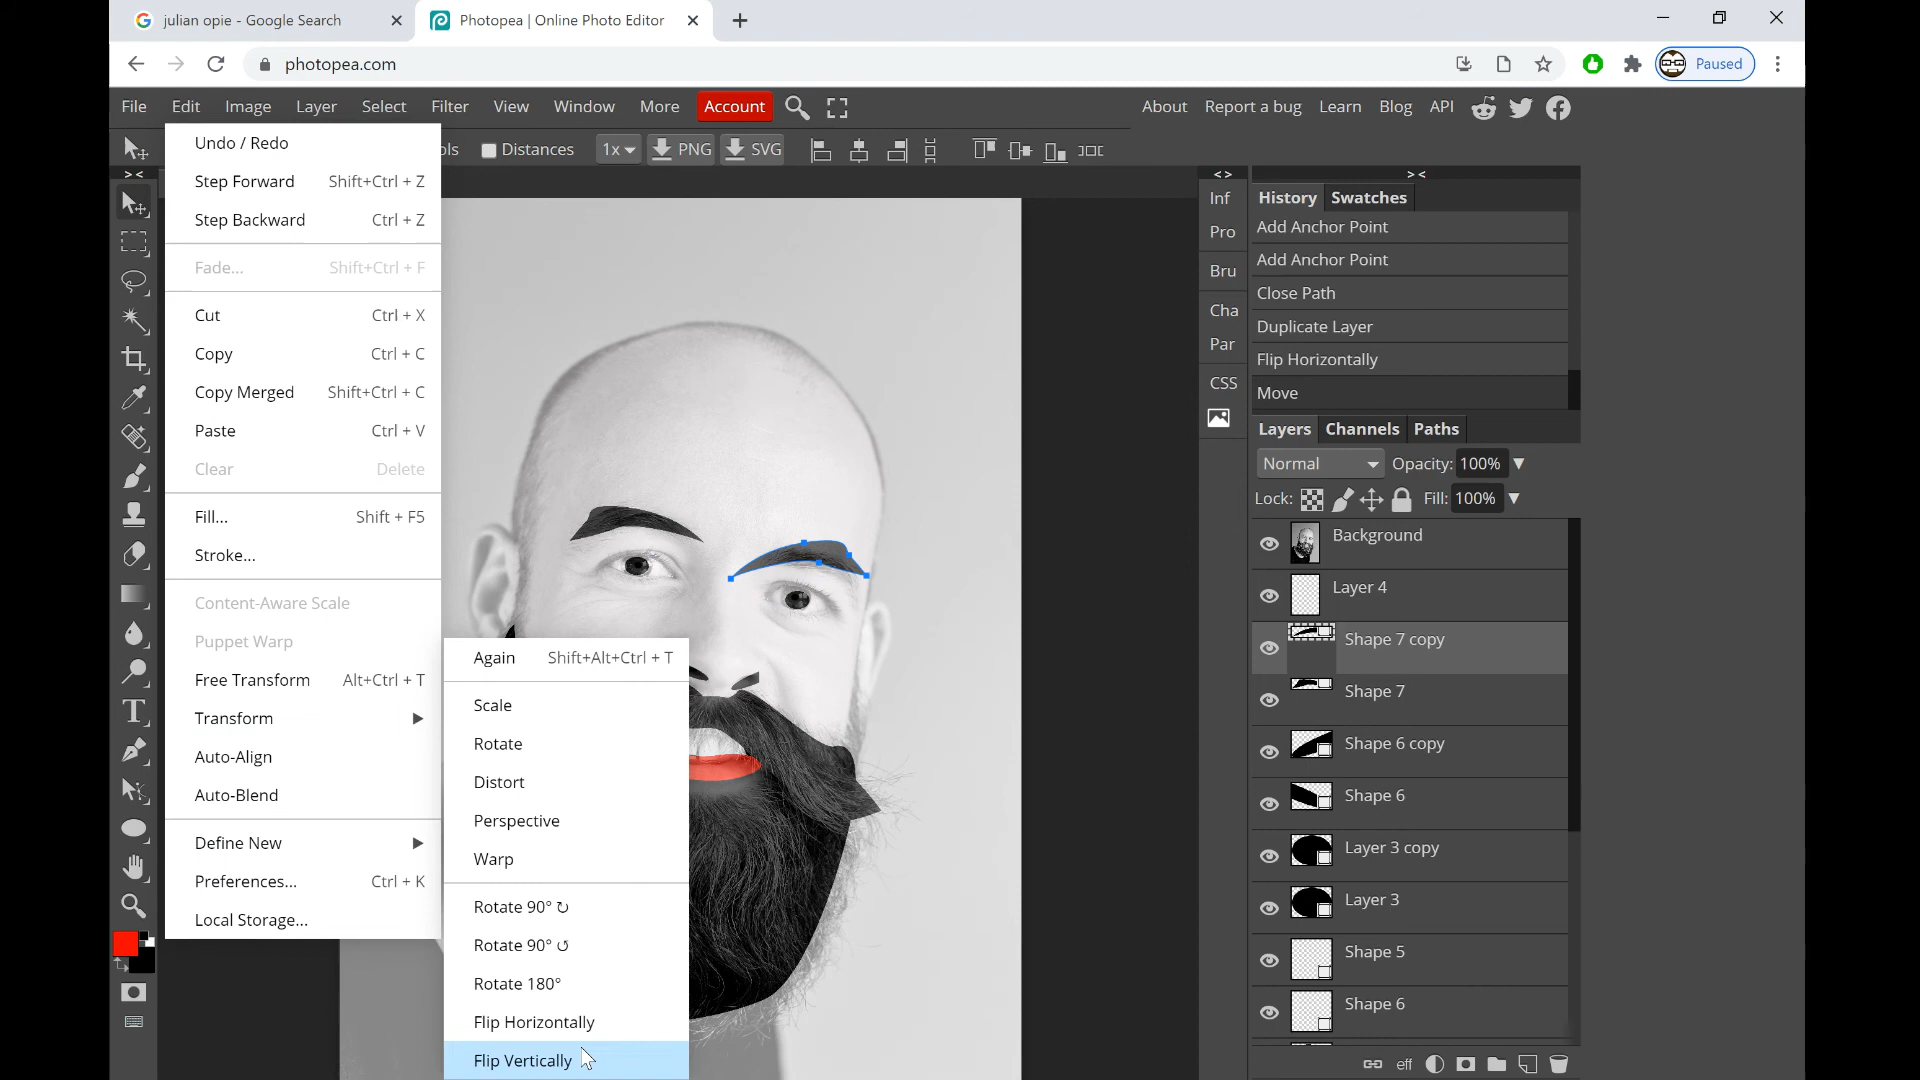 julian opie - Google Search
Photopea | Online Photo Editor
photopea.com
Paused
File Edit Image Layer Select Filter View Window More Account
About Report a bug Learn Blog API
ols Distances 1x PNG SVG
Undo / Redo
Step Forward Shift+Ctrl + Z
Step Backward Ctrl + Z
Fade... Shift+Ctrl + F
Cut Ctrl + X
Copy Ctrl + C
Copy Merged Shift+Ctrl + C
Paste Ctrl + V
Clear Delete
Fill... Shift + F5
Stroke...
Content-Aware Scale
Puppet Warp
Free Transform Alt+Ctrl + T
Transform
Auto-Align
Auto-Blend
Define New
Preferences... Ctrl + K
Local Storage...
Again Shift+Alt+Ctrl + T
Scale
Rotate
Distort
Perspective
Warp
Rotate 90° ↻
Rotate 90° ↺
Rotate 180°
Flip Horizontally
Flip Vertically
< >
> <
> <
Inf
Pro
Bru
Cha
Par
CSS
History Swatches
Add Anchor Point
Add Anchor Point
Close Path
Duplicate Layer
Flip Horizontally
Move
Layers Channels Paths
Normal Opacity: 100%
Lock: Fill: 100%
Background
Layer 4
Shape 7 copy
Shape 7
Shape 6 copy
Shape 6
Layer 3 copy
Layer 3
Shape 5
Shape 6
eff